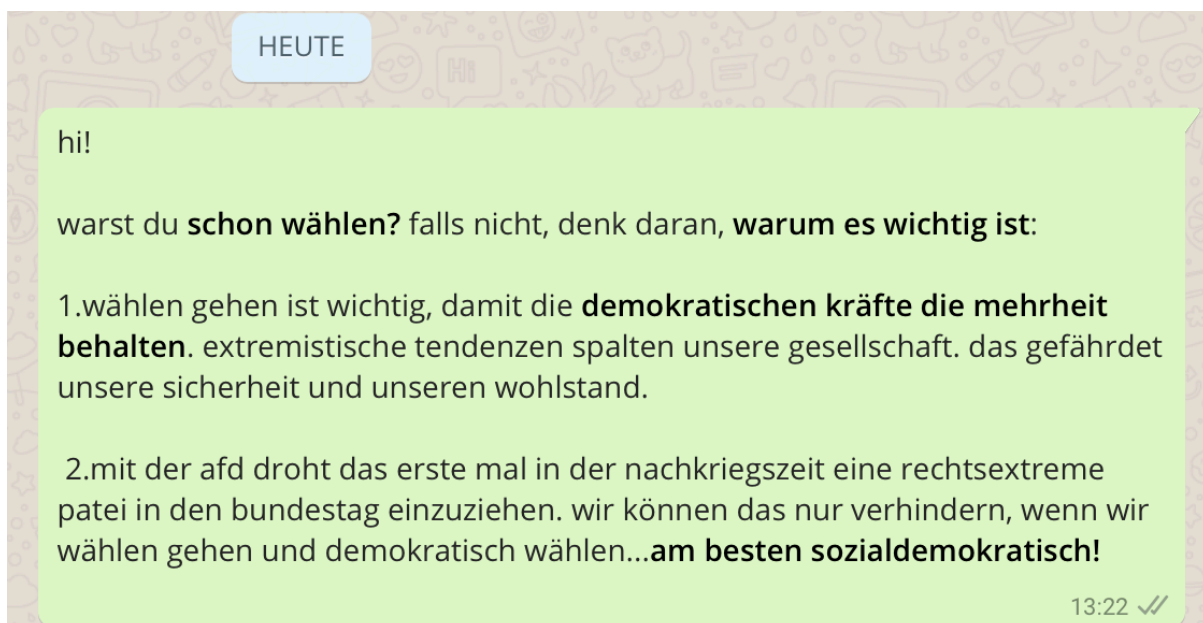 HEUTE
hi!
warst du schon wählen? falls nicht, denk daran, warum es wichtig ist:
1.wählen gehen ist wichtig, damit die demokratischen kräfte die mehrheit
behalten. extremistische tendenzen spalten unsere gesellschaft. das gefährdet
unsere sicherheit und unseren wohlstand.
2.mit der afd droht das erste mal in der nachkriegszeit eine rechtsextreme
patei in den bundestag einzuziehen. wir können das nur verhindern, wenn wir
wählen gehen und demokratisch wählen...am besten sozialdemokratisch!
13:22